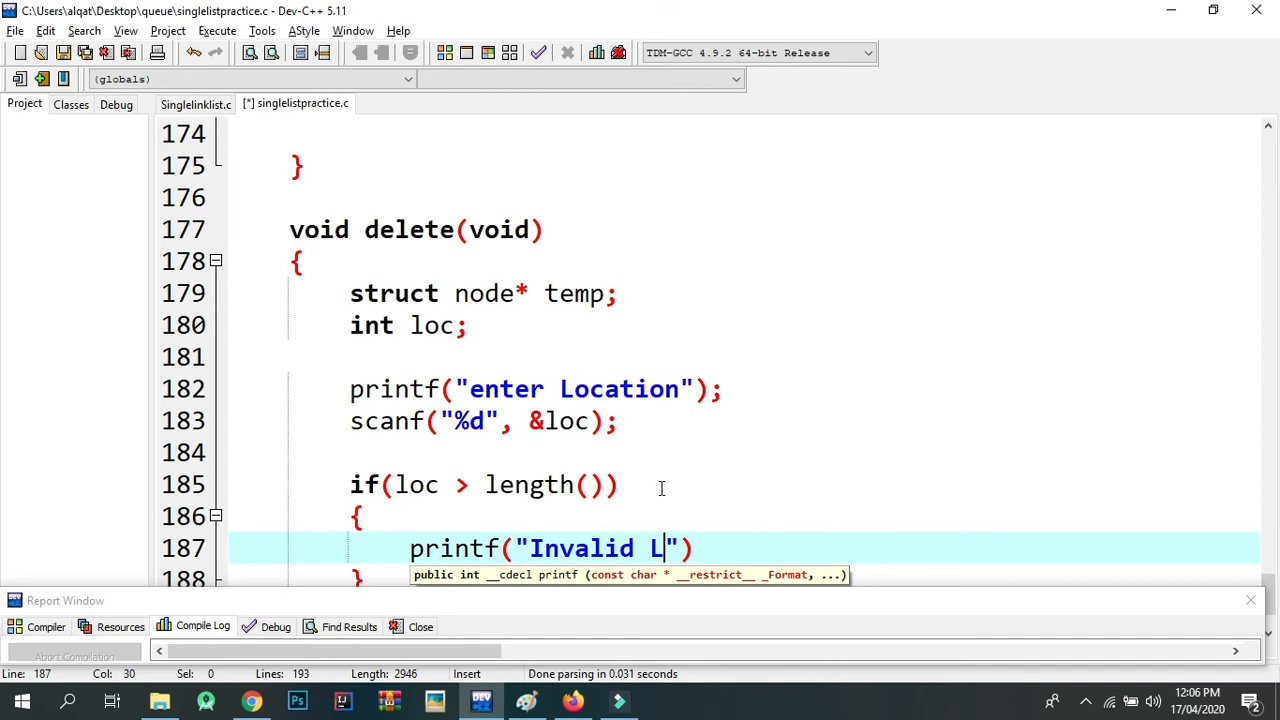 C:\Users\alqat\Desktop\queue\singlelistpractice.c - Dev-C++ 5.11
File Edit Search View Project Execute Tools AStyle Window Help
TDM-GCC 4.9.2 64-bit Release
(globals)
Project Classes Debug Singlelinklist.c [*] singlelistpractice.c
174
175 }
176
177 void delete(void)
178 {
179 struct node* temp;
180 int loc;
181
182 printf("enter Location");
183 scanf("%d", &loc);
184
185 if(loc > length())
186 {
187 printf("Invalid L")
188 }
public int __cdecl printf (const char * __restrict__ _Format, ...)
Report Window
Compiler Resources Compile Log Debug Find Results Close
Abort Compilation
Line: 187 Col: 30 Sel: 0 Lines: 193 Length: 2946 Insert Done parsing in 0.031 seconds
DEV
12:06 PM
17/04/2020
2